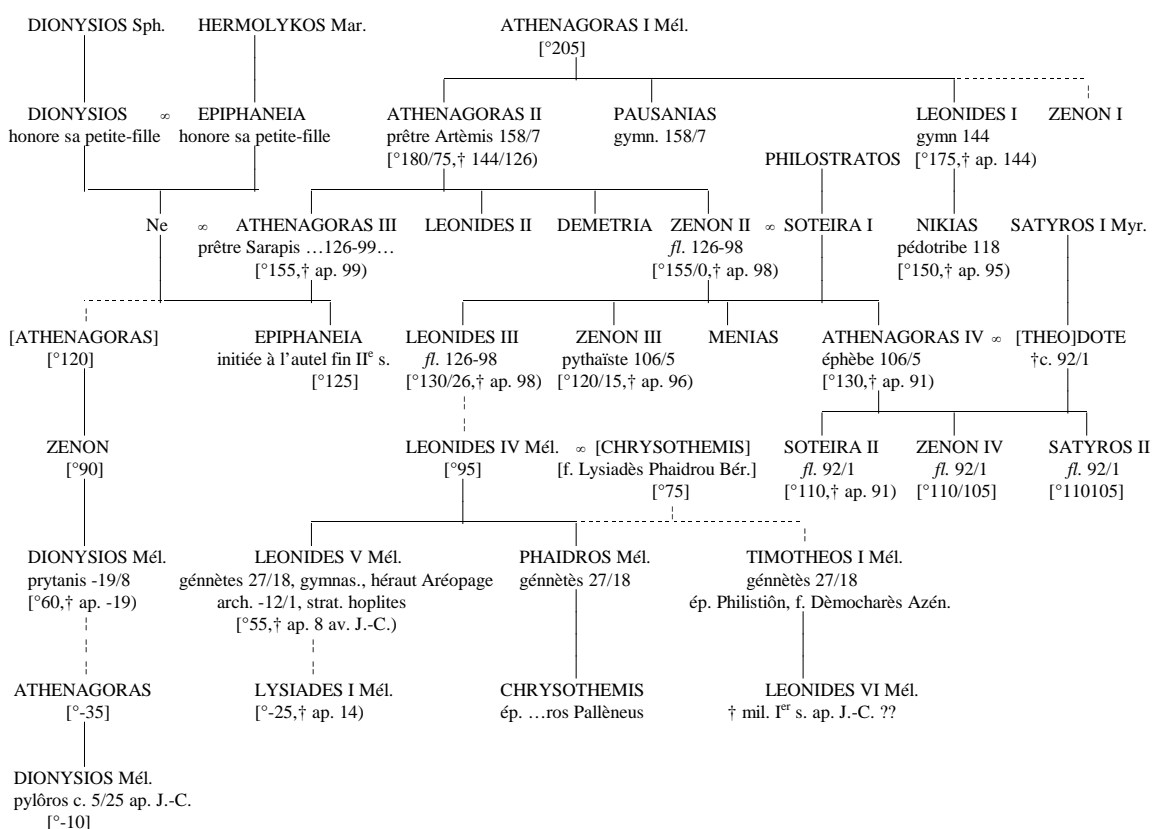 DIONYSIOS Sph. HERMOLYKOS Mar. ATHENAGORAS I Mél.
[°205]
DIONYSIOS ∞ EPIPHANEIA ATHENAGORAS II PAUSANIAS LEONIDES I ZENON I
honore sa petite-fille honore sa petite-fille prêtre Artèmis 158/7 gymn. 158/7 gymn 144
[°180/75,† 144/126) PHILOSTRATOS [°175,† ap. 144)
Ne ∞ ATHENAGORAS III LEONIDES II DEMETRIA ZENON II ∞ SOTEIRA I NIKIAS SATYROS I Myr.
prêtre Sarapis …126-99… fl. 126-98 pédotribe 118
[°155,† ap. 99) [°155/0,† ap. 98) [°150,† ap. 95)
[ATHENAGORAS] EPIPHANEIA LEONIDES III ZENON III MENIAS ATHENAGORAS IV ∞ [THEO]DOTE
[°120] initiée à l'autel fin IIe s. fl. 126-98 pythaïste 106/5 éphèbe 106/5 †c. 92/1
[°125] [°130/26,† ap. 98) [°120/15,† ap. 96) [°130,† ap. 91)
ZENON LEONIDES IV Mél. ∞ [CHRYSOTHEMIS] SOTEIRA II ZENON IV SATYROS II
[°90] [°95] [f. Lysiadès Phaidrou Bér.] fl. 92/1 fl. 92/1 fl. 92/1
[°75] [°110,† ap. 91) [°110/105] [°110105]
DIONYSIOS Mél. LEONIDES V Mél. PHAIDROS Mél. TIMOTHEOS I Mél.
prytanis -19/8 génnètes 27/18, gymnas., héraut Aréopage génnètès 27/18 génnètès 27/18
[°60,† ap. -19) arch. -12/1, strat. hoplites ép. Philistiôn, f. Dèmocharès Azén.
[°55,† ap. 8 av. J.-C.)
ATHENAGORAS LYSIADES I Mél. CHRYSOTHEMIS LEONIDES VI Mél.
[°-35] [°-25,† ap. 14) ép. …ros Pallèneus † mil. Ier s. ap. J.-C. ??
DIONYSIOS Mél.
pylôros c. 5/25 ap. J.-C.
[°-10]